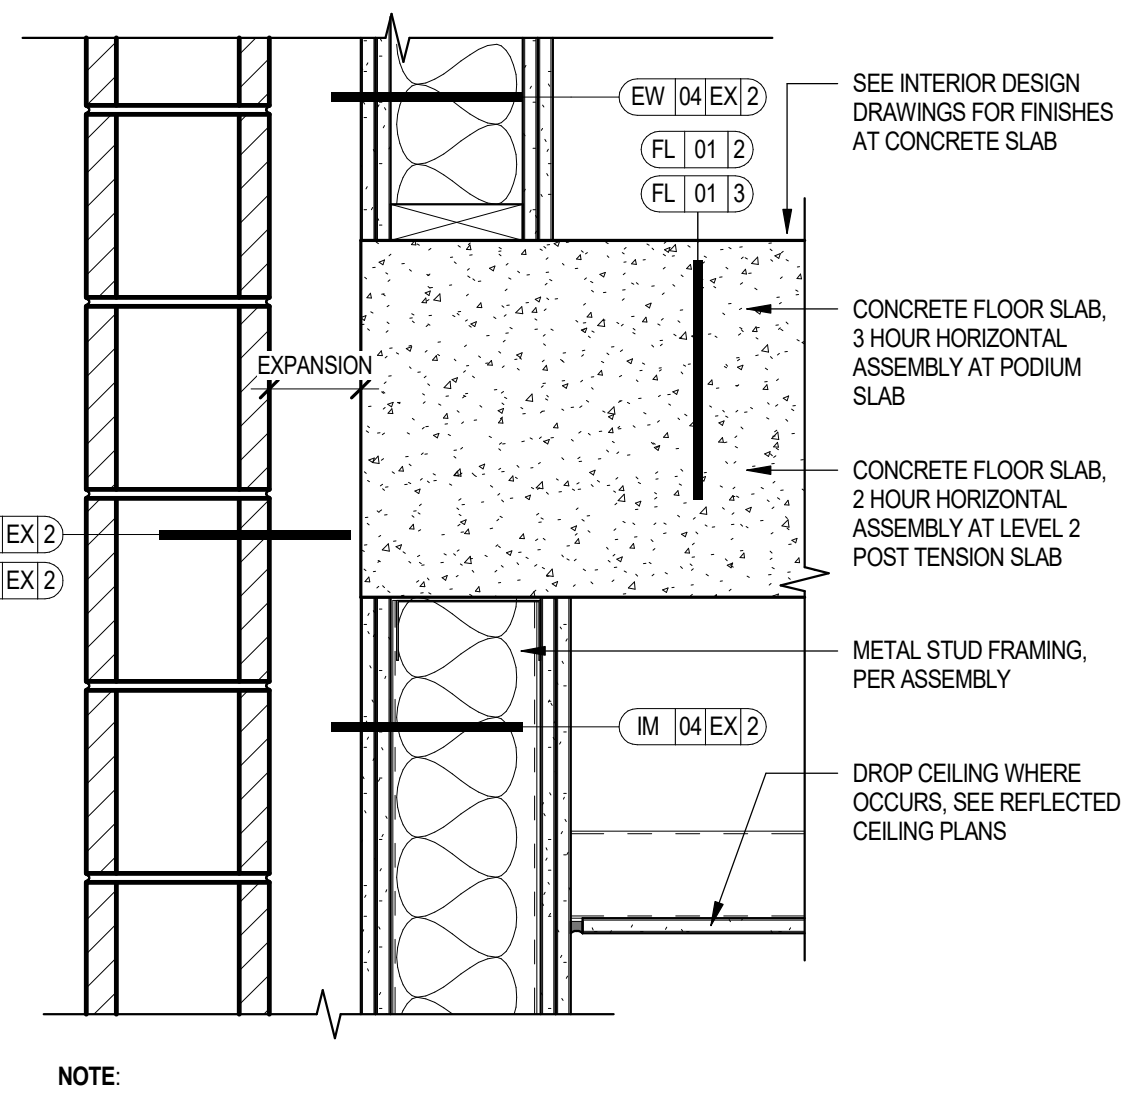 EW 04 EX 2
FL 01 2
FL 01 3
SEE INTERIOR DESIGN
DRAWINGS FOR FINISHES
AT CONCRETE SLAB
CONCRETE FLOOR SLAB,
3 HOUR HORIZONTAL
ASSEMBLY AT PODIUM
SLAB
EXPANSION
CONCRETE FLOOR SLAB,
2 HOUR HORIZONTAL
ASSEMBLY AT LEVEL 2
POST TENSION SLAB
EX 2
EX 2
METAL STUD FRAMING,
PER ASSEMBLY
IM 04 EX 2
DROP CEILING WHERE
OCCURS, SEE REFLECTED
CEILING PLANS
NOTE: